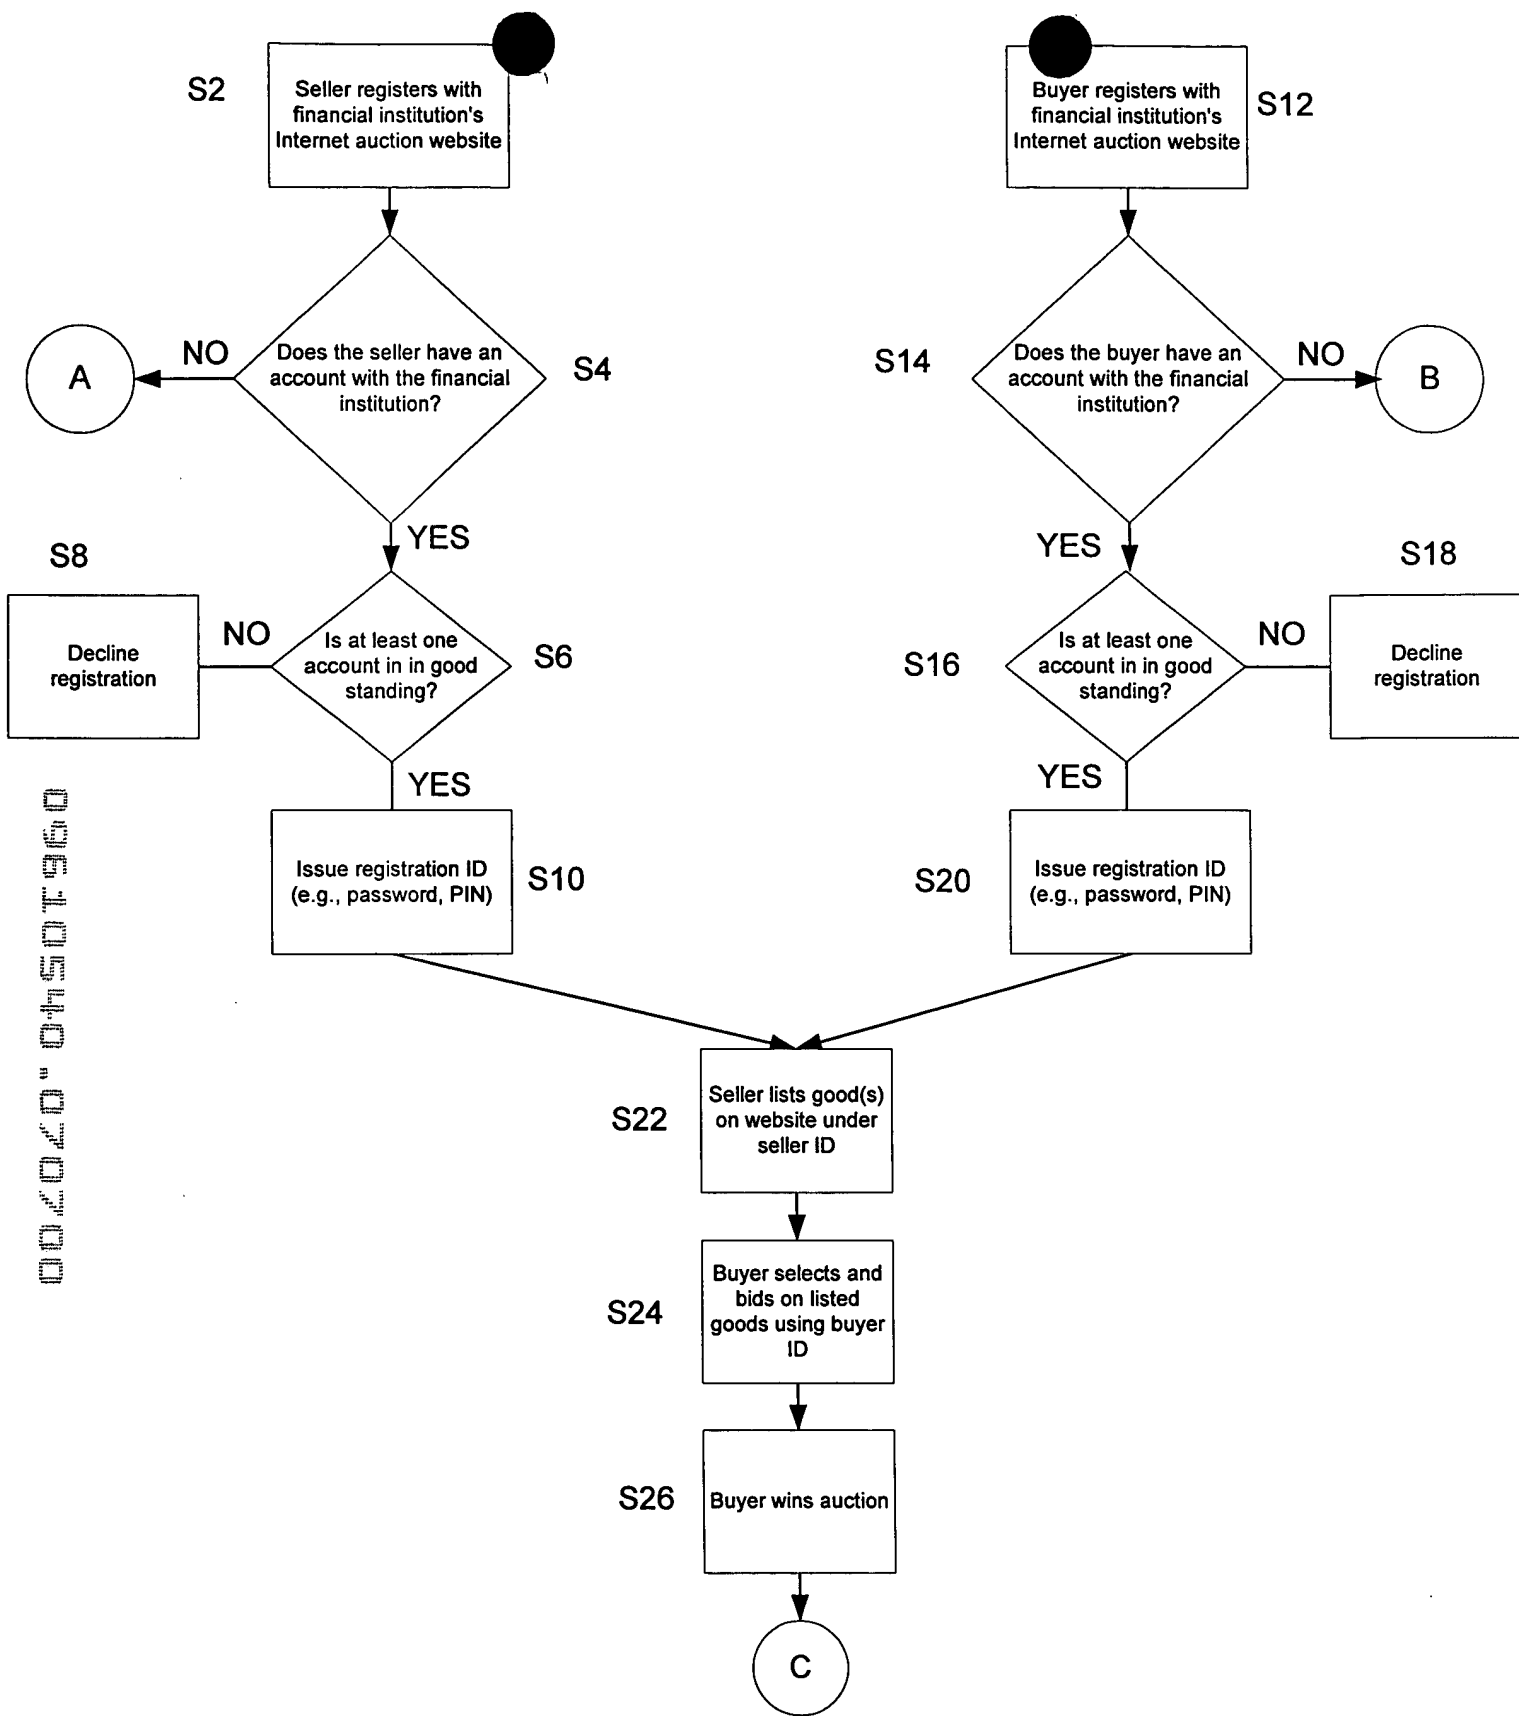 S2
Seller registers with
financial institution's
Internet auction website
Buyer registers with
financial institution's
Internet auction website
S12
A
NO
Does the seller have an
account with the financial
institution?
S4
S14
Does the buyer have an
account with the financial
institution?
NO
B
YES
YES
S8
Decline
registration
NO
Is at least one
account in in good
standing?
S6
S16
Is at least one
account in in good
standing?
NO
S18
Decline
registration
YES
YES
Issue registration ID
(e.g., password, PIN)
S10
S20
Issue registration ID
(e.g., password, PIN)
09610540.070700
S22
Seller lists good(s)
on website under
seller ID
S24
Buyer selects and
bids on listed
goods using buyer
ID
S26
Buyer wins auction
C